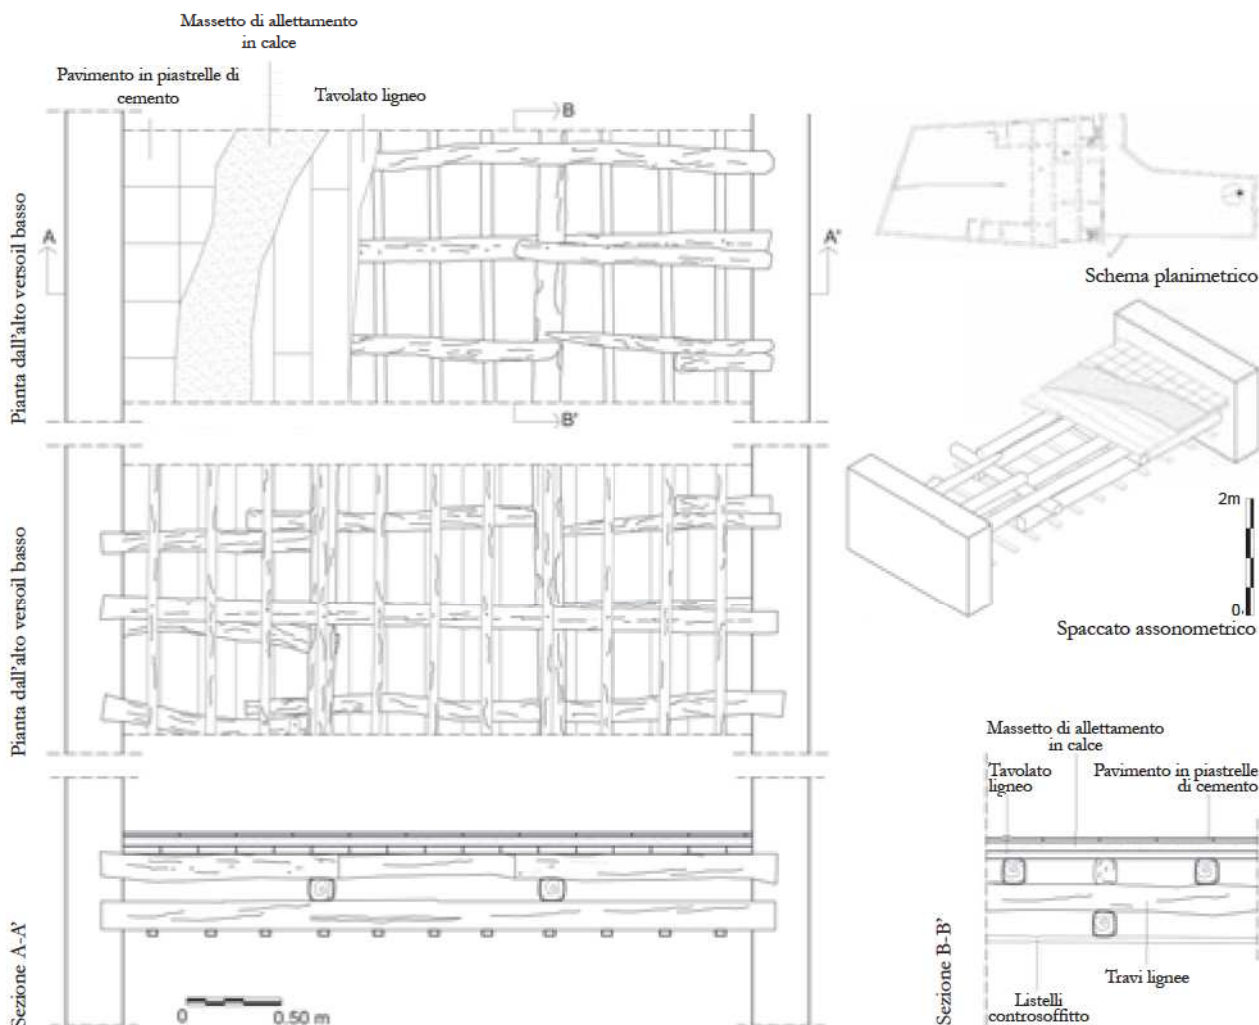 Massetto di allettamento
in calce
Pavimento in piastrelle di
cemento
Tavolato ligneo
B
Pianta dall'alto versoil basso
A
A'
B'
Schema planimetrico
2m
0
Spaccato assonometrico
Pianta dall'alto versoil basso
Sezione A-A'
0
0.50 m
Massetto di allettamento
in calce
Tavolato
ligneo
Pavimento in piastrelle
di cemento
Sezione B-B'
Travi lignee
Listelli
controsoffitto